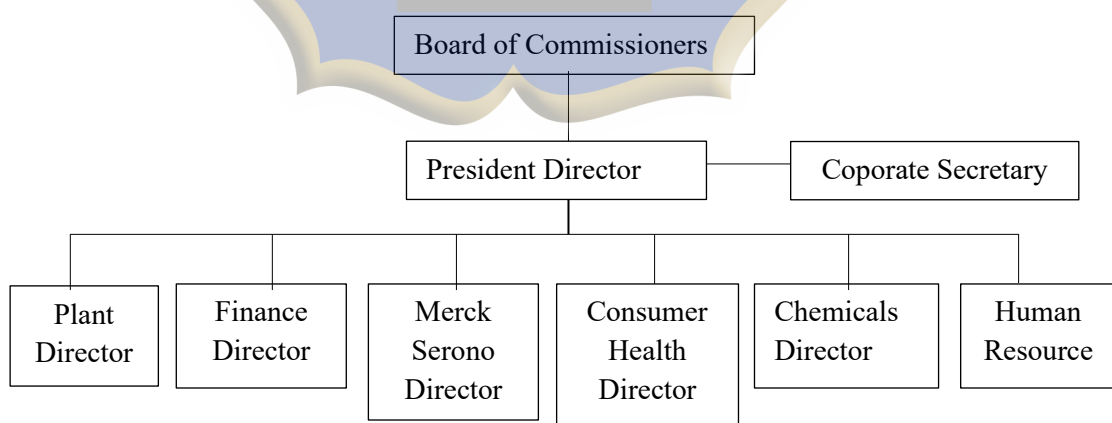 Board of Commissioners
President Director
Coporate Secretary
Plant
Director
Finance
Director
Merck
Serono
Director
Consumer
Health
Director
Chemicals
Director
Human
Resource